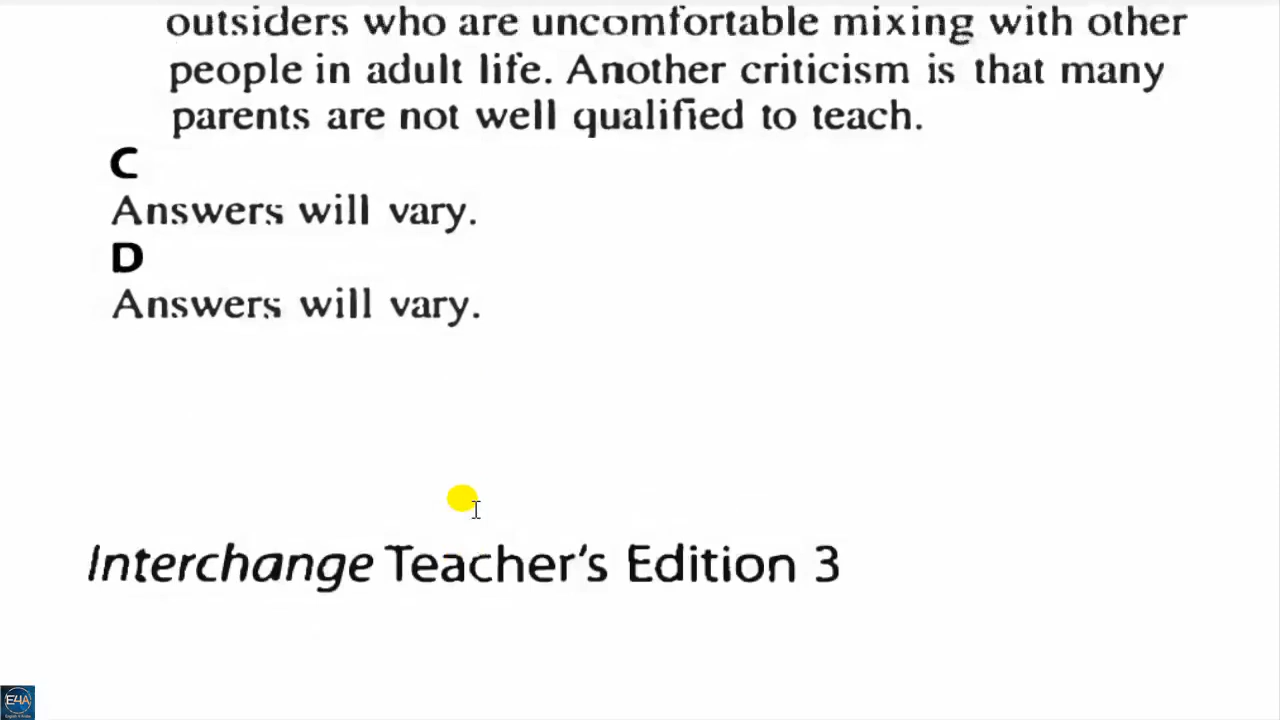 outsiders who are uncomfortable mixing with other
people in adult life. Another criticism is that many
parents are not well qualified to teach.
C
Answers will vary.
D
Answers will vary.
Interchange Teacher's Edition 3
E4A